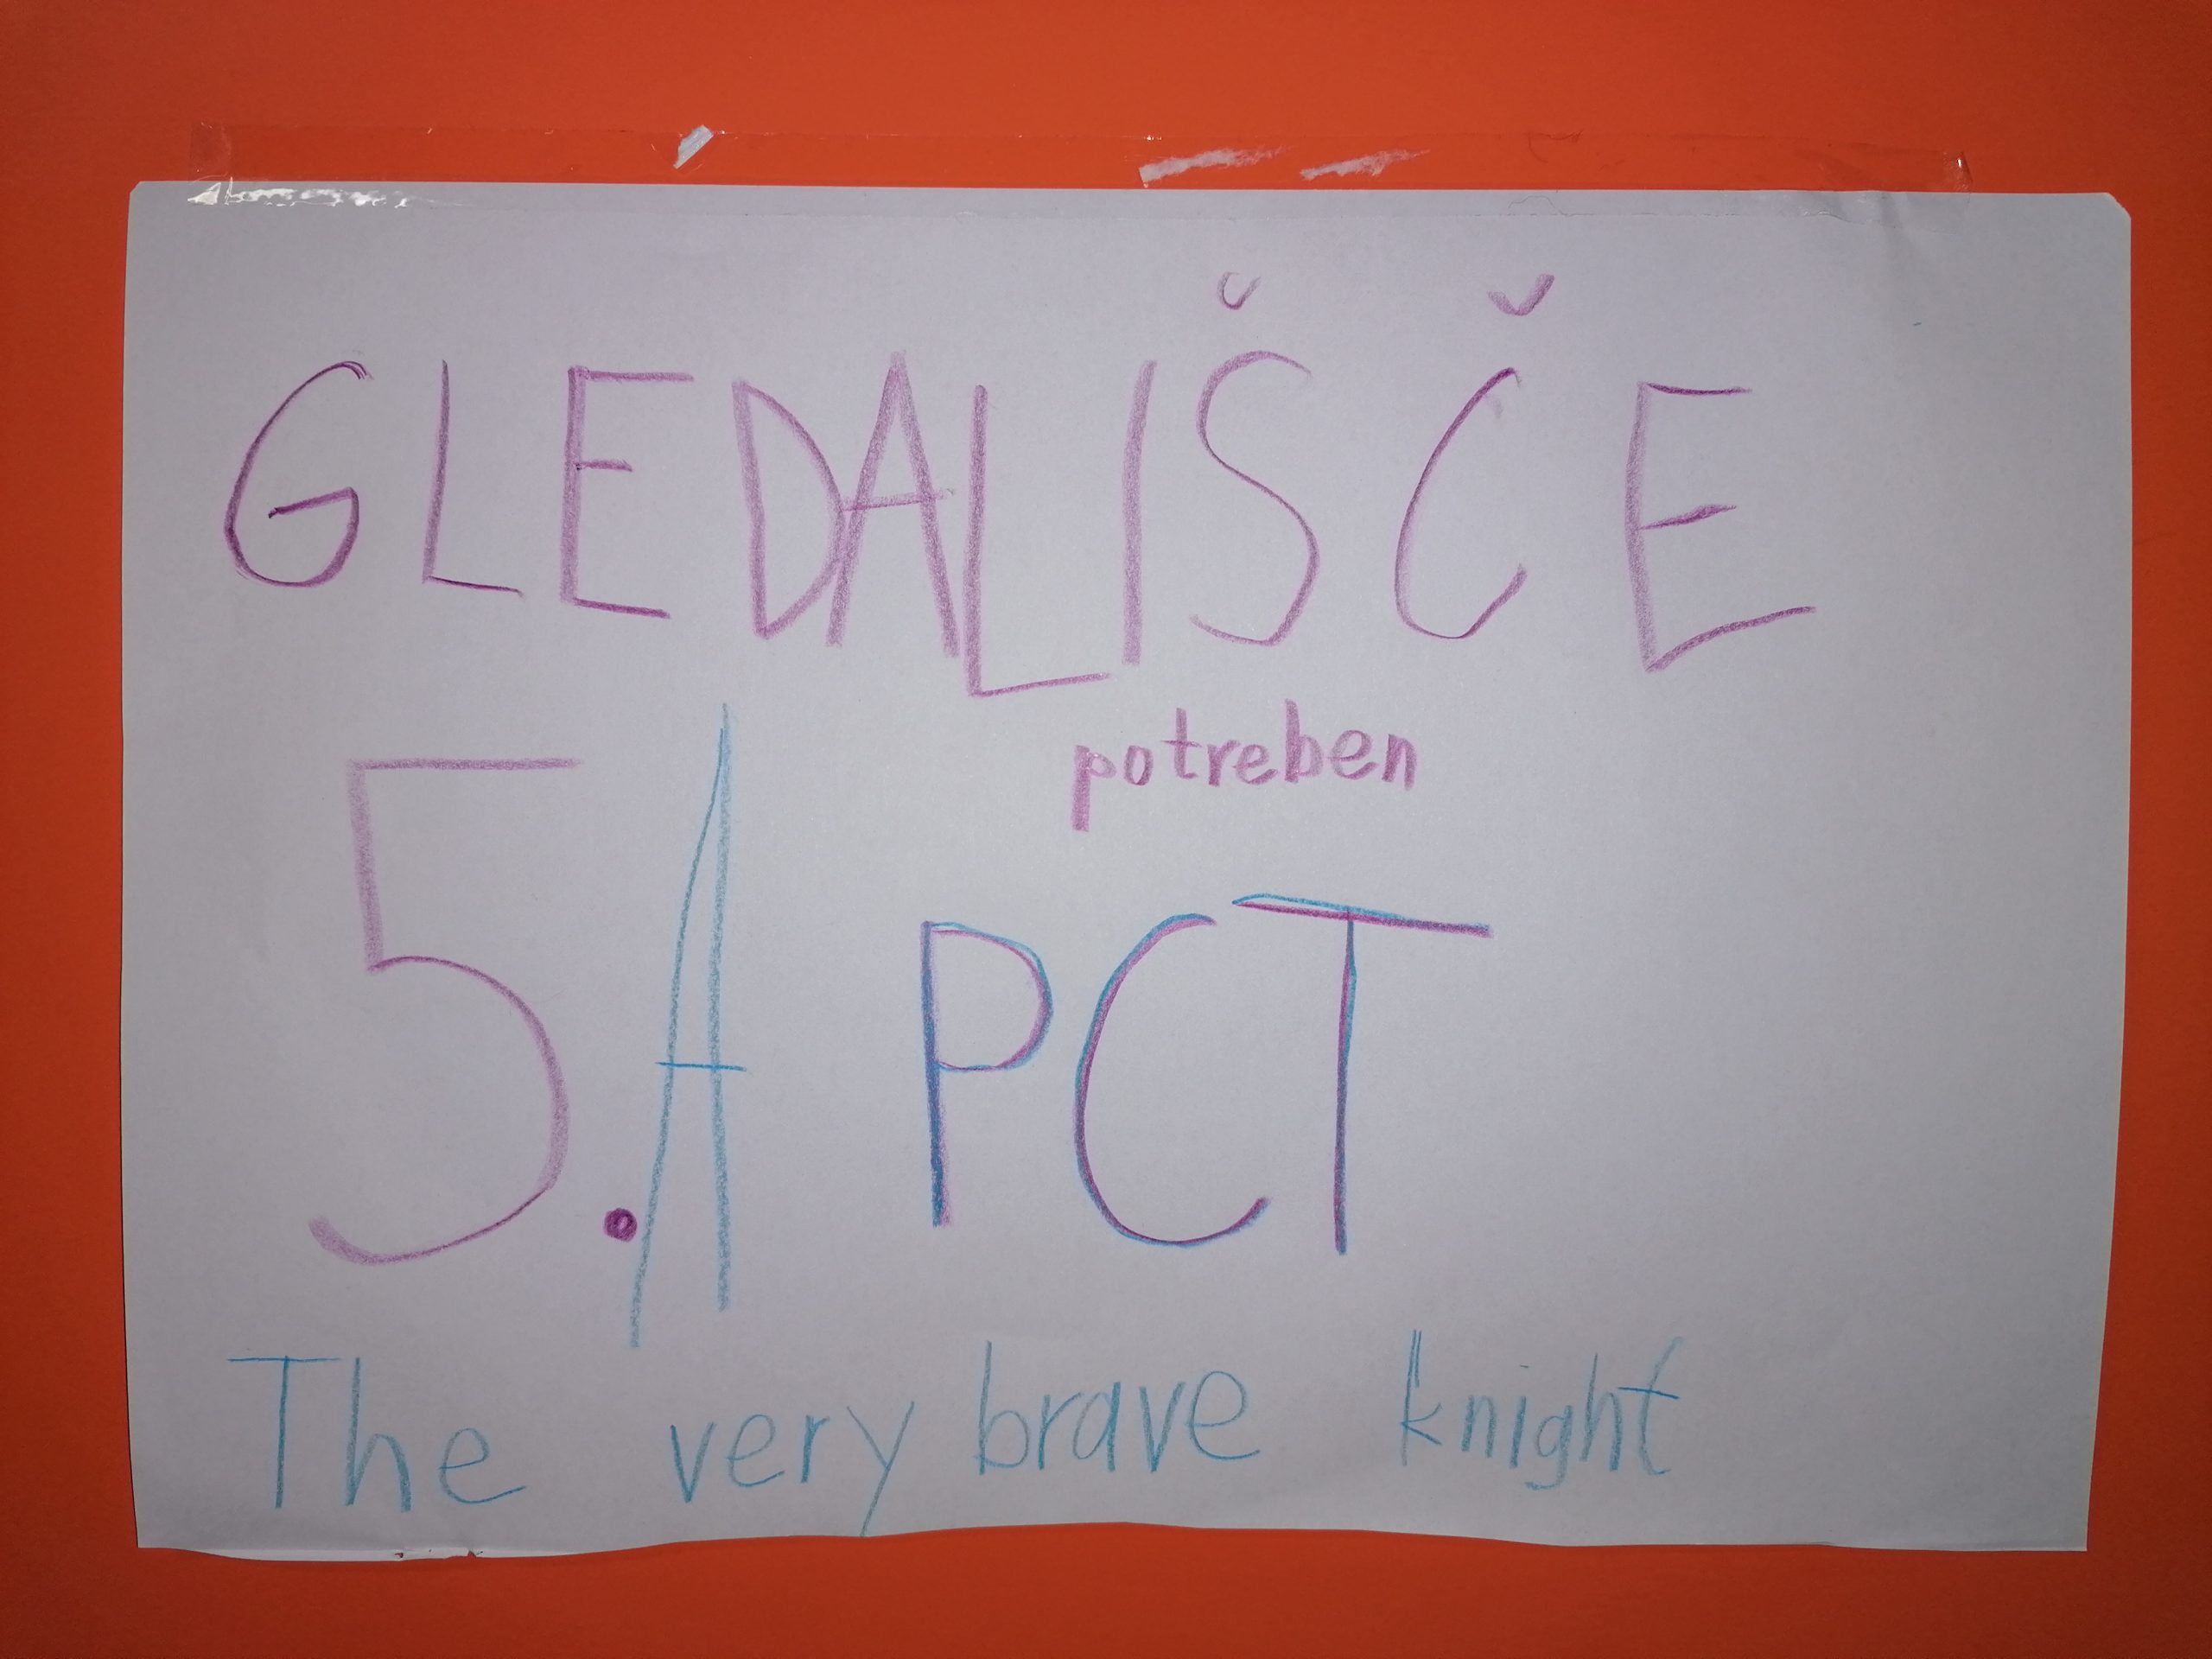 GLEDALIŠČE
potreben
5.A PCT
The very brave knight